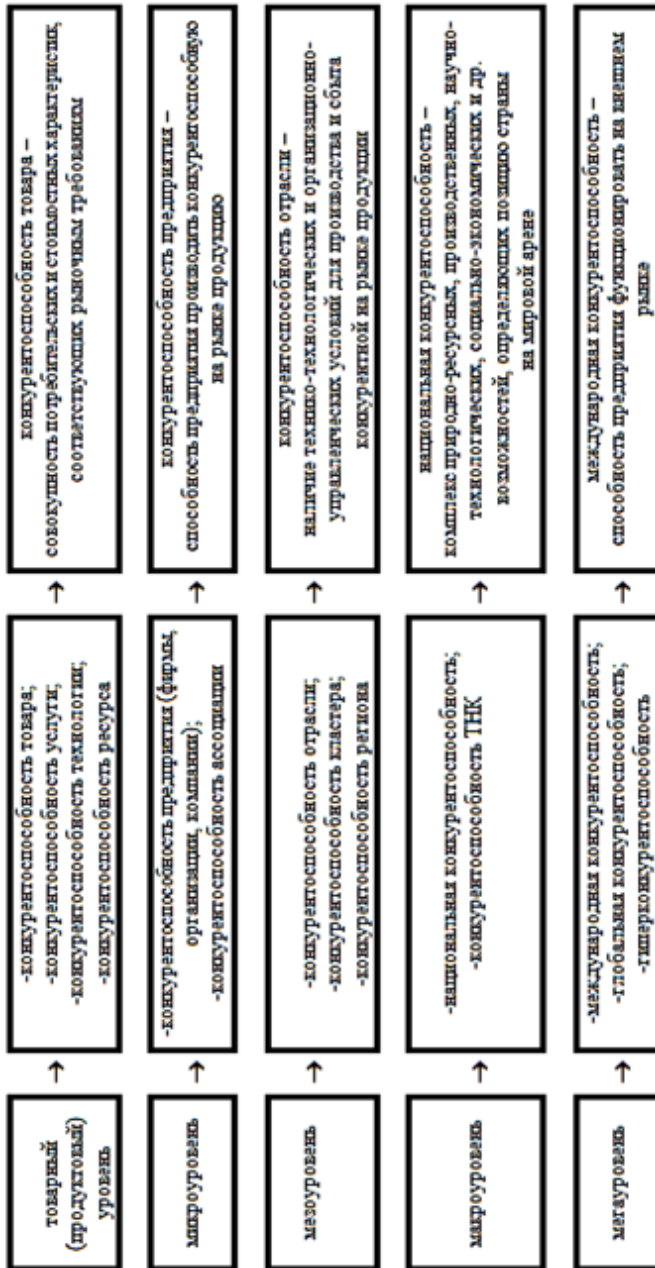 товарный
(продуктовый)
уровень
-конкурентоспособность товара;
-конкурентоспособность услуги;
-конкурентоспособность технологии;
-конкурентоспособность ресурса
конкурентоспособность товара –
совокупность потребительских и стоимостных характеристик,
соответствующих рыночным требованиям
микроуровень
-конкурентоспособность предприятия (фирмы,
организации, компании);
-конкурентоспособность ассоциации
конкурентоспособность предприятия –
способность предприятия производить конкурентоспособную
на рынке продукцию
мезоуровень
-конкурентоспособность отрасли;
-конкурентоспособность кластера;
-конкурентоспособность региона
конкурентоспособность отрасли –
наличие технико-технологических и организационно-
управленческих условий для производства и сбыта
конкурентной на рынке продукции
макроуровень
-национальная конкурентоспособность;
-конкурентоспособность ТНК
национальная конкурентоспособность –
комплекс природно-ресурсных, производственных, научно-
технологических, социально-экономических и др.
возможностей, определяющих позицию страны
на мировой арене
мегауровень
-международная конкурентоспособность;
-глобальная конкурентоспособность;
-гиперконкурентоспособность
международная конкурентоспособность –
способность предприятия функционировать на внешнем
рынке